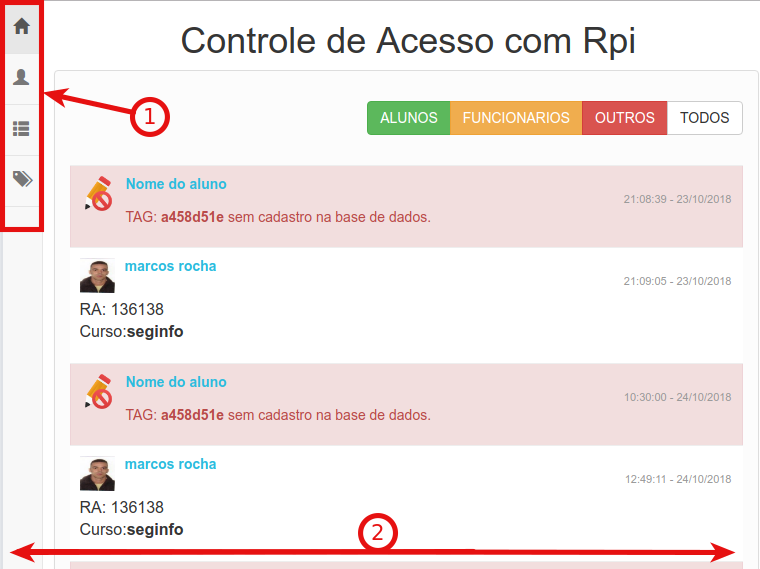 Controle de Acesso com Rpi
1
ALUNOS FUNCIONARIOS OUTROS TODOS
Nome do aluno
21:08:39 - 23/10/2018
TAG: a458d51e sem cadastro na base de dados.
marcos rocha
21:09:05 - 23/10/2018
RA: 136138
Curso:seginfo
Nome do aluno
10:30:00 - 24/10/2018
TAG: a458d51e sem cadastro na base de dados.
marcos rocha
12:49:11 - 24/10/2018
RA: 136138
Curso:seginfo
2